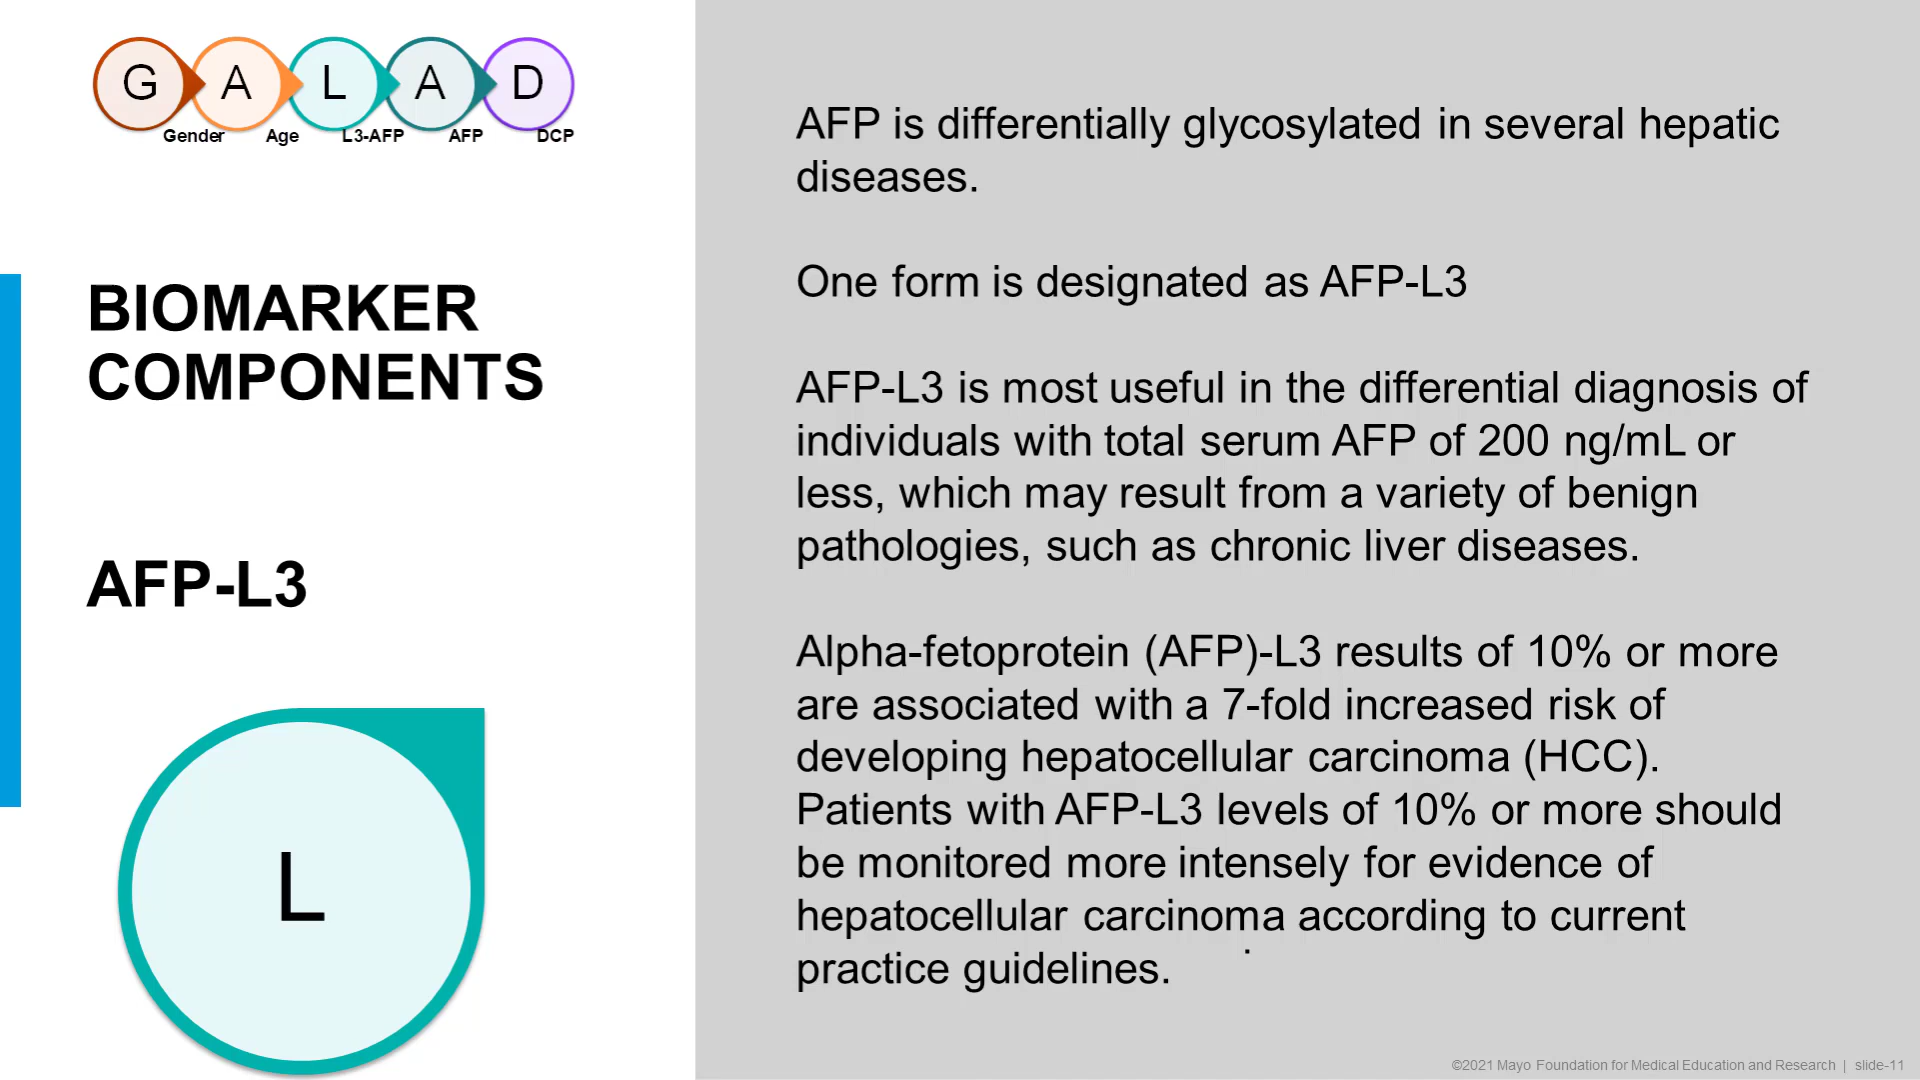 G A L A D
Gender Age L3-AFP AFP DCP
BIOMARKER
COMPONENTS
AFP-L3
L
AFP is differentially glycosylated in several hepatic
diseases.
One form is designated as AFP-L3
AFP-L3 is most useful in the differential diagnosis of
individuals with total serum AFP of 200 ng/mL or
less, which may result from a variety of benign
pathologies, such as chronic liver diseases.
Alpha-fetoprotein (AFP)-L3 results of 10% or more
are associated with a 7-fold increased risk of
developing hepatocellular carcinoma (HCC).
Patients with AFP-L3 levels of 10% or more should
be monitored more intensely for evidence of
hepatocellular carcinoma according to current
practice guidelines.
©2021 Mayo Foundation for Medical Education and Research | slide-11